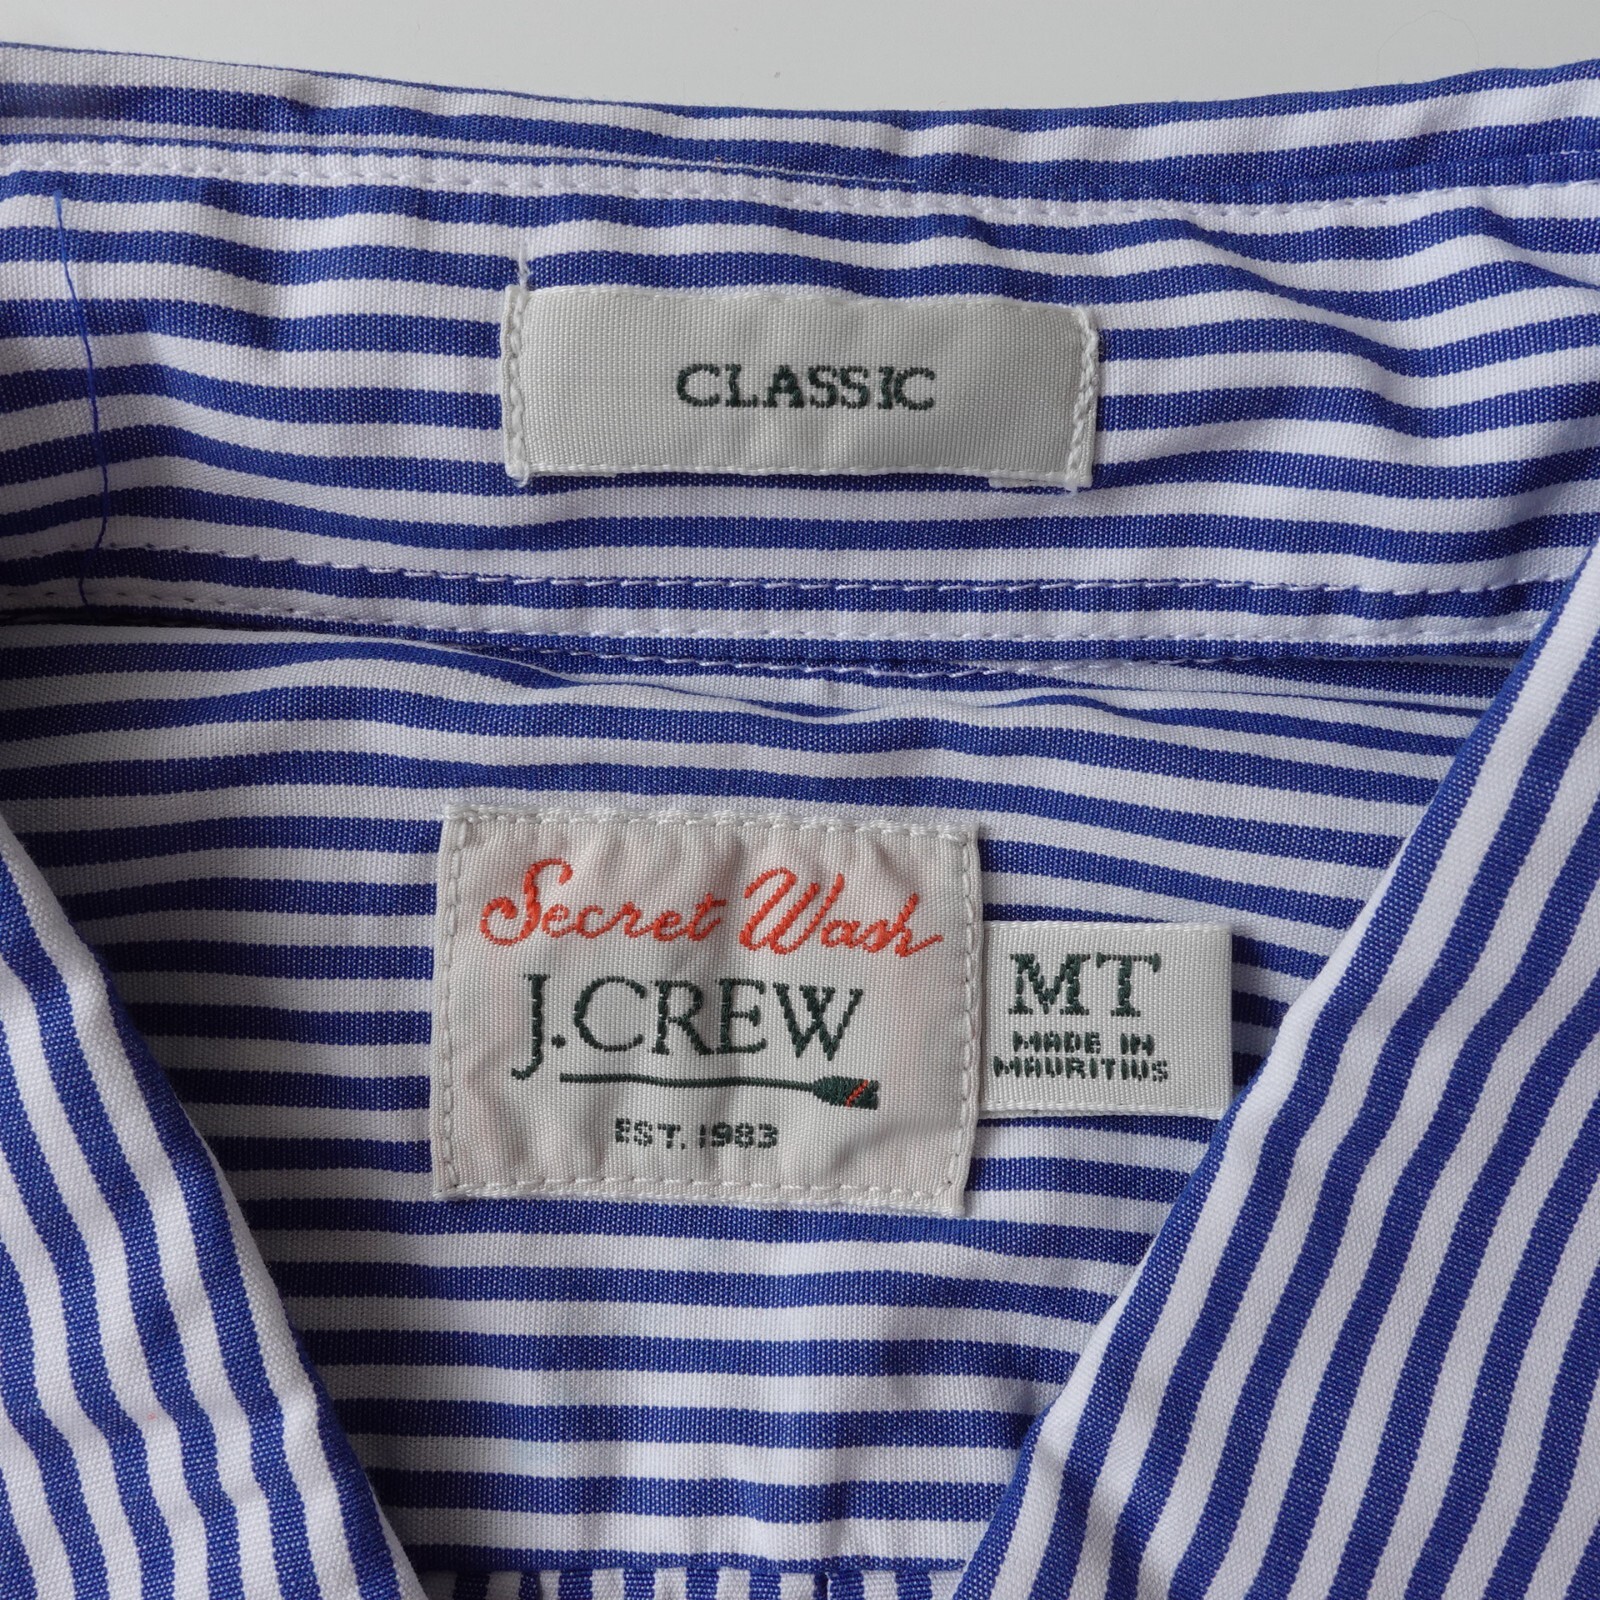 CLASSIC
Secret Wash
J.CREW
EST. 1983
MT
MADE IN
MAURITIUS